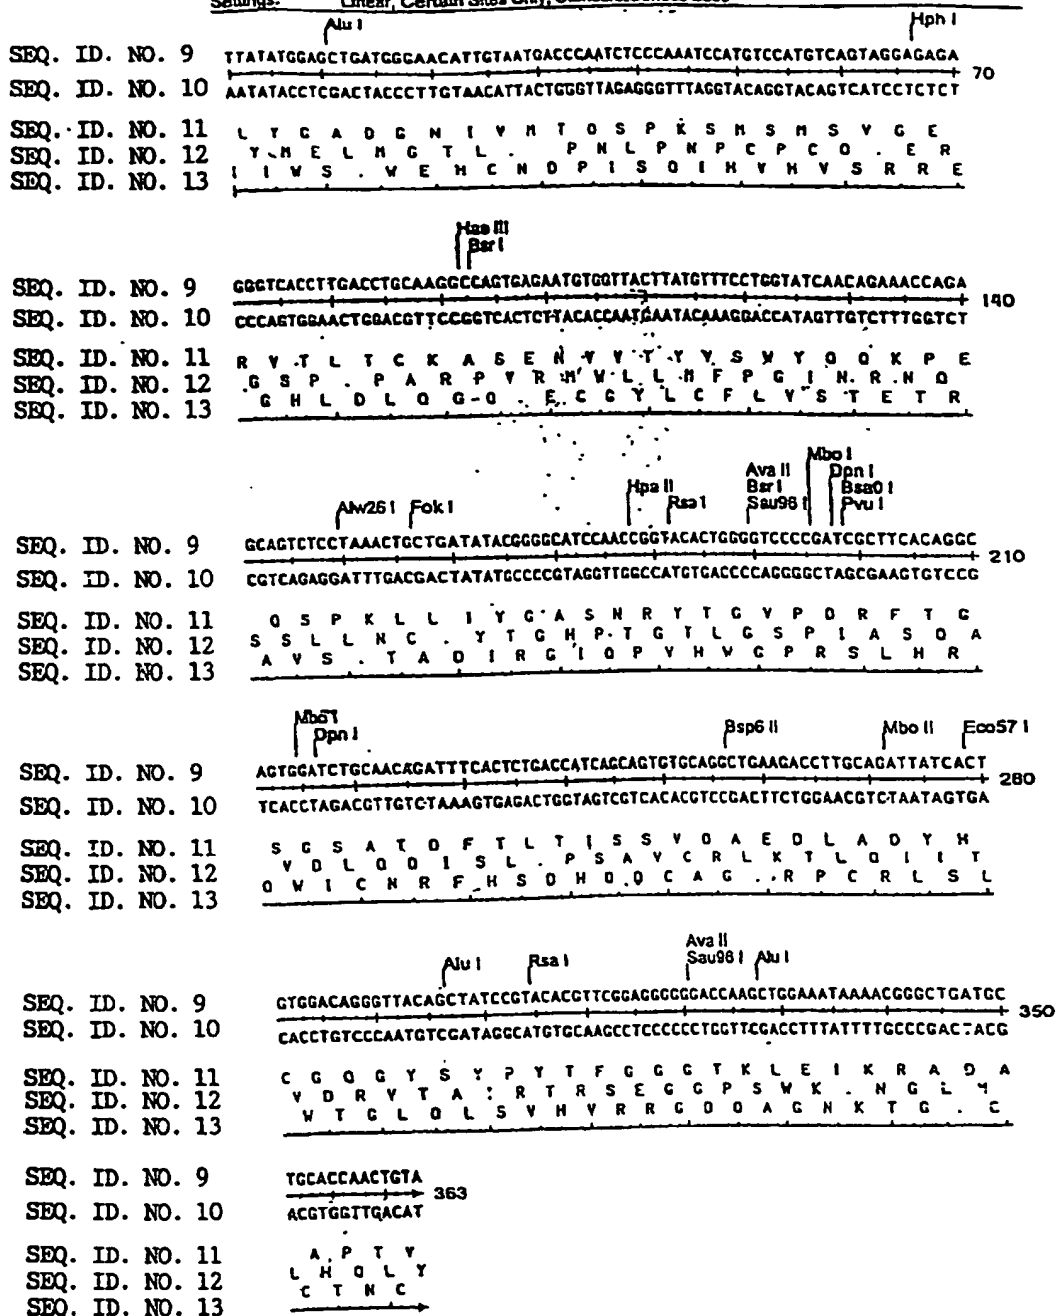 Settings: Linear, Certain Sites Only, Standard
Alu I Hph I
SEQ. ID. NO. 9 TTATATGGAGCTGATGGGAACATTGTAATGACCCAATCTCCCAAATCCATGTCCATGTCAGTAGGAGAGA
70
SEQ. ID. NO. 10 AATATACCTCGACTACCCTTGTAACATTACTGGGTTAGAGGGTTTAGGTACAGGTACAGTCATCCTCTCT
SEQ. ID. NO. 11 L Y G A D G N I V M T Q S P K S M S M S V G E
SEQ. ID. NO. 12 Y M E L M G T L . P N L P N P C P C Q . E R
SEQ. ID. NO. 13 I I W S . W E H C N D P I S Q I H V H V S R R E
Hae III
Bsr I
SEQ. ID. NO. 9 GGGTCACCTTGACCTGCAAGGCCAGTGAGAATGTGGTTACTTATGTTTCCTGGTATCAACAGAAACCAGA
140
SEQ. ID. NO. 10 CCCAGTGGAACTGGACGTTCCGGTCACTCTTACACCAATGAATACAAAGGACCATAGTTGTCTTTGGTCT
SEQ. ID. NO. 11 R V T L T C K A S E N V V T Y V S W Y Q Q K P E
SEQ. ID. NO. 12 G S P . P A R P V R M W L L M F P G I N R N Q
SEQ. ID. NO. 13 G H L D L Q G Q . E C G Y L C F L V S T E T R
Mbo I
Ava II Dpn I
Hpa II Bsr I BsaO I
Alw26 I Fok I Rsa I Sau96 I Pvu I
SEQ. ID. NO. 9 GCAGTCTCCTAAACTGCTGATATACGGGGCATCCAACCGGTACACTGGGGTCCCCGATCGCTTCACAGGC
210
SEQ. ID. NO. 10 CGTCAGAGGATTTGACGACTATATGCCCCGTAGGTTGGCCATGTGACCCCAGGGGCTAGCGAAGTGTCCG
SEQ. ID. NO. 11 Q S P K L L I Y G A S N R Y T G V P D R F T G
SEQ. ID. NO. 12 S S L L N C . Y T G H P T G T L G S P I A S Q A
SEQ. ID. NO. 13 A V S . T A D I R G I Q P V H W G P R S L H R
Mbo I
Dpn I Bsp6 II Mbo II Eco57 I
SEQ. ID. NO. 9 AGTGGATCTGCAACAGATTTCACTCTGACCATCAGCAGTGTGCAGGCTGAAGACCTTGCAGATTATCACT
280
SEQ. ID. NO. 10 TCACCTAGACGTTGTCTAAAGTGAGACTGGTAGTCGTCACACGTCCGACTTCTGGAACGTCTAATAGTGA
SEQ. ID. NO. 11 S G S A T D F T L T I S S V Q A E D L A D Y H
SEQ. ID. NO. 12 V D L Q Q I S L . P S A V C R L K T L Q I I T
SEQ. ID. NO. 13 Q W I C N R F H S D H Q Q C A G . R P C R L S L
Ava II
Alu I Rsa I Sau96 I Alu I
SEQ. ID. NO. 9 GTGGACAGGGTTACAGCTATCCGTACACGTTCGGAGGGGGGACCAAGCTGGAAATAAAACGGGCTGATGC
350
SEQ. ID. NO. 10 CACCTGTCCCAATGTCGATAGGCATGTGCAAGCCTCCCCCCTGGTTCGACCTTTATTTTGCCCGACTACG
SEQ. ID. NO. 11 C G Q G Y S Y P Y T F G G G T K L E I K R A D A
SEQ. ID. NO. 12 V D R V T A I R T R S E G G P S W K . N G L M
SEQ. ID. NO. 13 W T G L Q L S V H V R R G D Q A G N K T G . C
SEQ. ID. NO. 9 TGCACCAACTGTA
363
SEQ. ID. NO. 10 ACGTGGTTGACAT
SEQ. ID. NO. 11 A P T V
SEQ. ID. NO. 12 L H Q L Y
SEQ. ID. NO. 13 C T N C